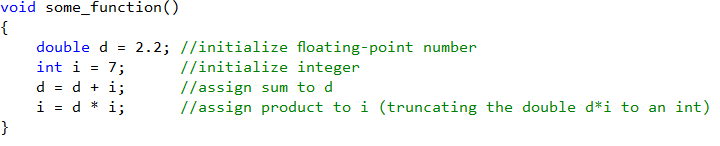 void some_function()
{
    double d = 2.2; //initialize floating-point number
    int i = 7;      //initialize integer
    d = d + i;      //assign sum to d
    i = d * i;      //assign product to i (truncating the double d*i to an int)
}